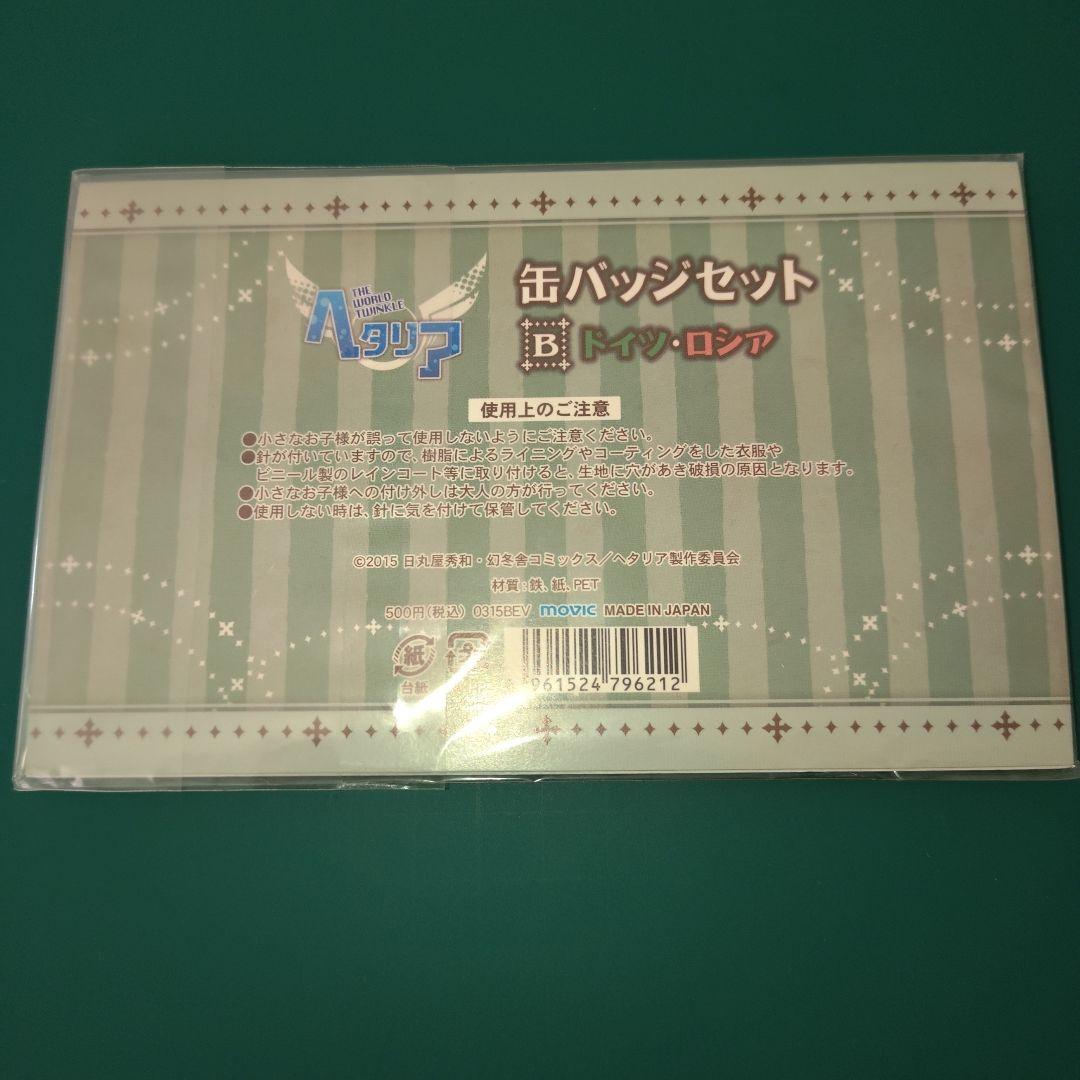 THE
WORLD
TWINKLE
ヘタリア
缶バッジセット
B ドイツ・ロシア
使用上のご注意
●小さなお子様が誤って使用しないようにご注意ください。
●針が付いていますので、樹脂によるライニングやコーティングをした衣服や
ビニール製のレインコート等に取り付けると、生地に穴があき破損の原因となります。
●小さなお子様への付け外しは大人の方が行ってください。
●使用しない時は、針に気を付けて保管してください。
©2015 日丸屋秀和・幻冬舎コミックス/ヘタリア製作委員会
材質:鉄、紙、PET
500円(税込) 0315BEV movic MADE IN JAPAN
紙
台紙
961524 796212